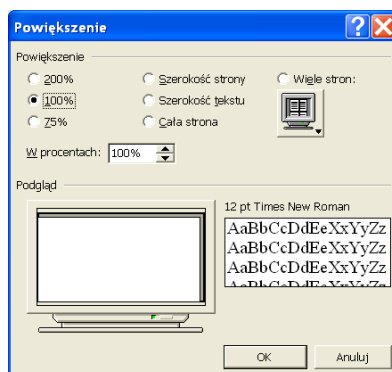 Powiększenie
Powiększenie
200% Szerokość strony Wiele stron:
100% Szerokość tekstu
75% Cała strona
W procentach: 100%
Podgląd
12 pt Times New Roman
AaBbCcDdEeXxYyZz
AaBbCcDdEeXxYyZz
AaBbCcDdEeXxYyZz
AaBbCcDdEeXxYyZz
OK Anuluj